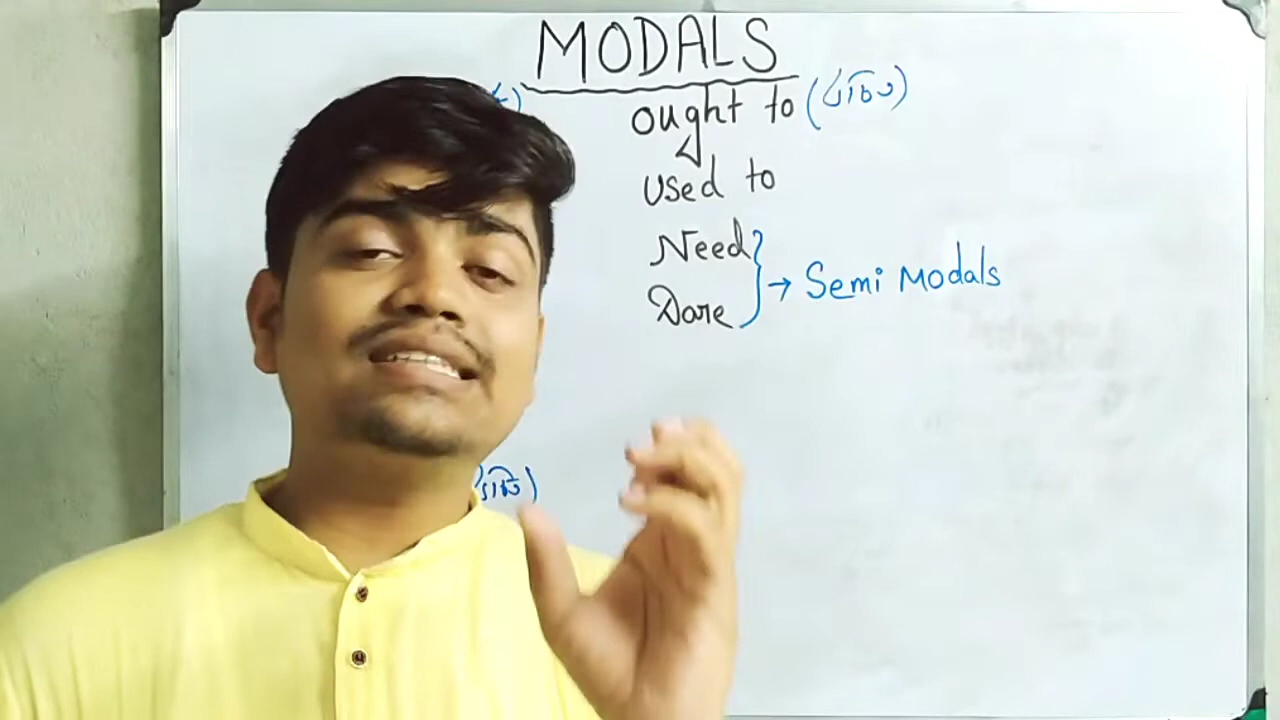 MODALS
ought to
used to
Need
Dare } → Semi Modals